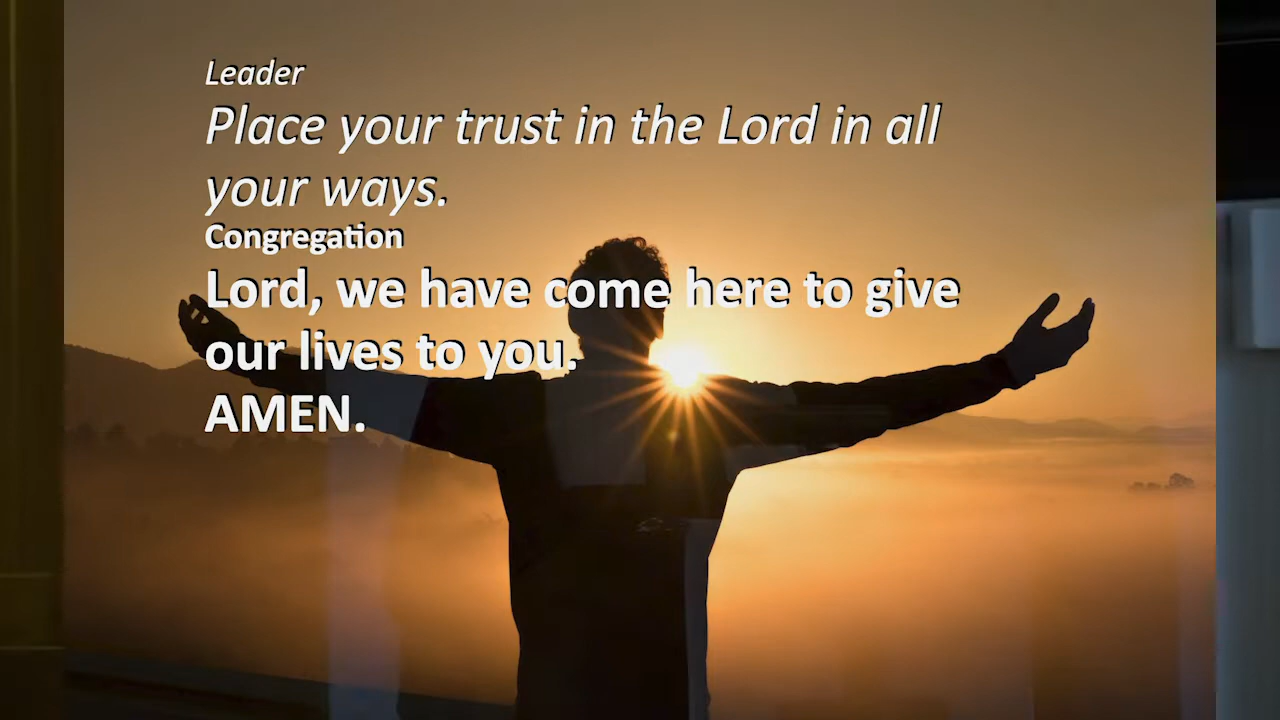 Leader
Place your trust in the Lord in all
your ways.
Congregation
Lord, we have come here to give
our lives to you.
AMEN.